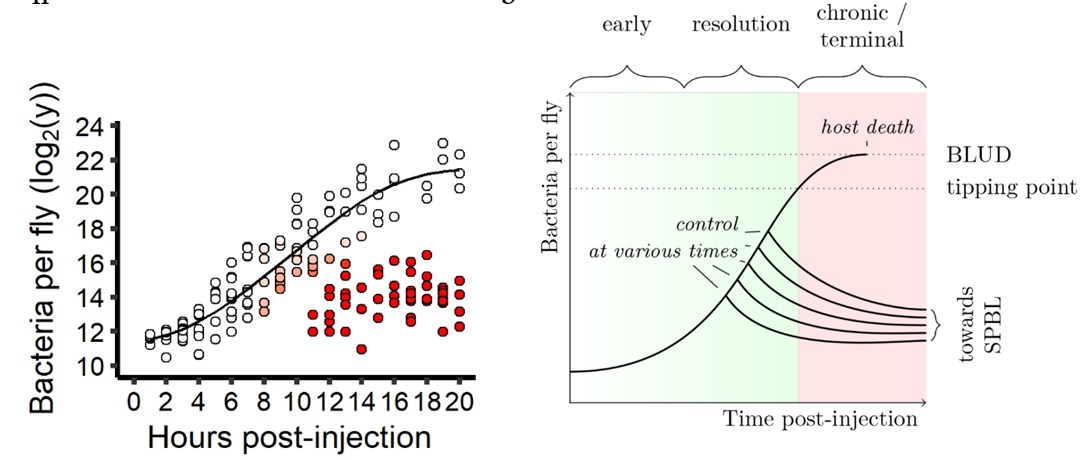 Bacteria per fly (log₂(y))
24
22
20
18
16
14
12
10
0 2 4 6 8 10 12 14 16 18 20
Hours post-injection
early
resolution
chronic /
terminal
Bacteria per fly
host death
BLUD
tipping point
control
at various times
towards
SPBL
Time post-injection